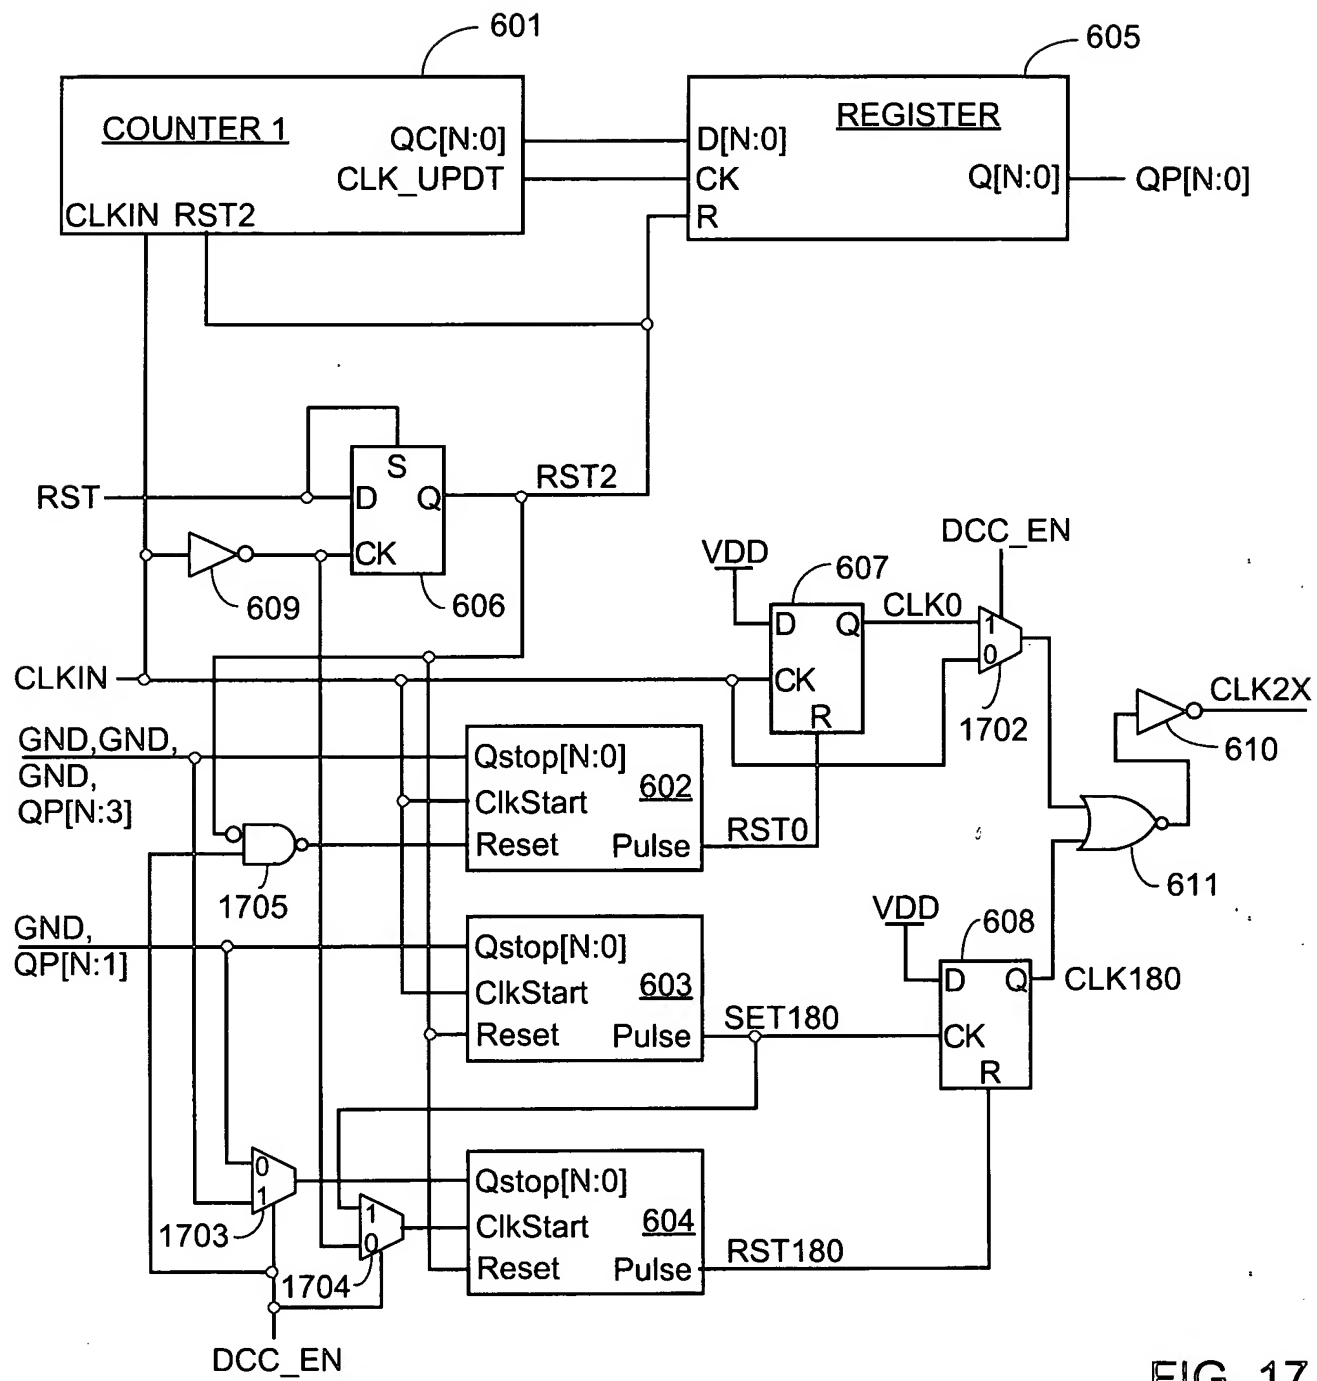 601
605
COUNTER 1
REGISTER
QC[N:0]
D[N:0]
CLK_UPDT
CK
Q[N:0]
QP[N:0]
CLKIN RST2
R
S
RST
D
Q
RST2
CK
609
606
DCC_EN
VDD
607
CLK0
D
Q
1
0
CLKIN
CK
R
1702
CLK2X
610
GND,GND,
GND,
QP[N:3]
Qstop[N:0]
602
ClkStart
Reset
Pulse
RST0
1705
611
GND,
QP[N:1]
Qstop[N:0]
603
ClkStart
Reset
Pulse
SET180
VDD
608
D
Q
CLK180
CK
R
0
1
1703
1
0
1704
Qstop[N:0]
604
ClkStart
Reset
Pulse
RST180
DCC_EN
FIG. 17